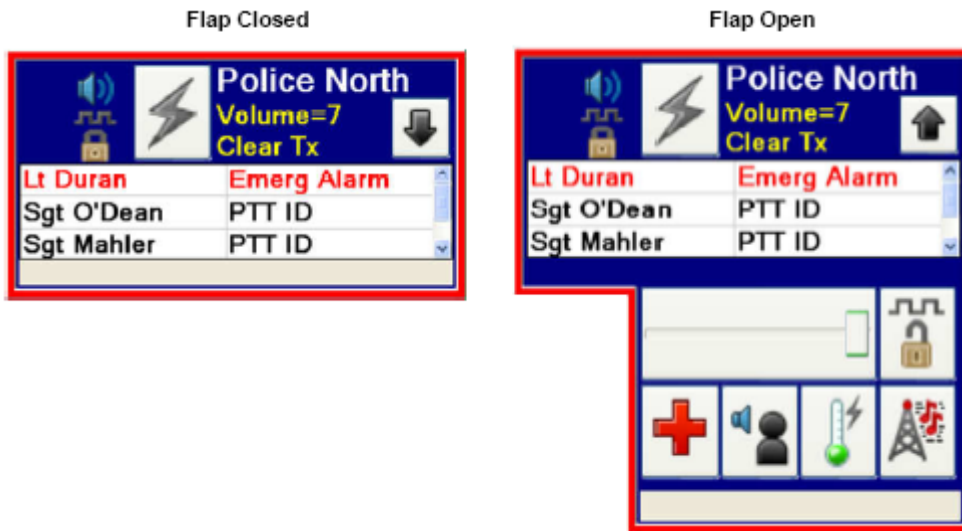 Flap Closed
Police North
Volume=7
Clear Tx
Lt Duran Emerg Alarm
Sgt O'Dean PTT ID
Sgt Mahler PTT ID
Flap Open
Police North
Volume=7
Clear Tx
Lt Duran Emerg Alarm
Sgt O'Dean PTT ID
Sgt Mahler PTT ID